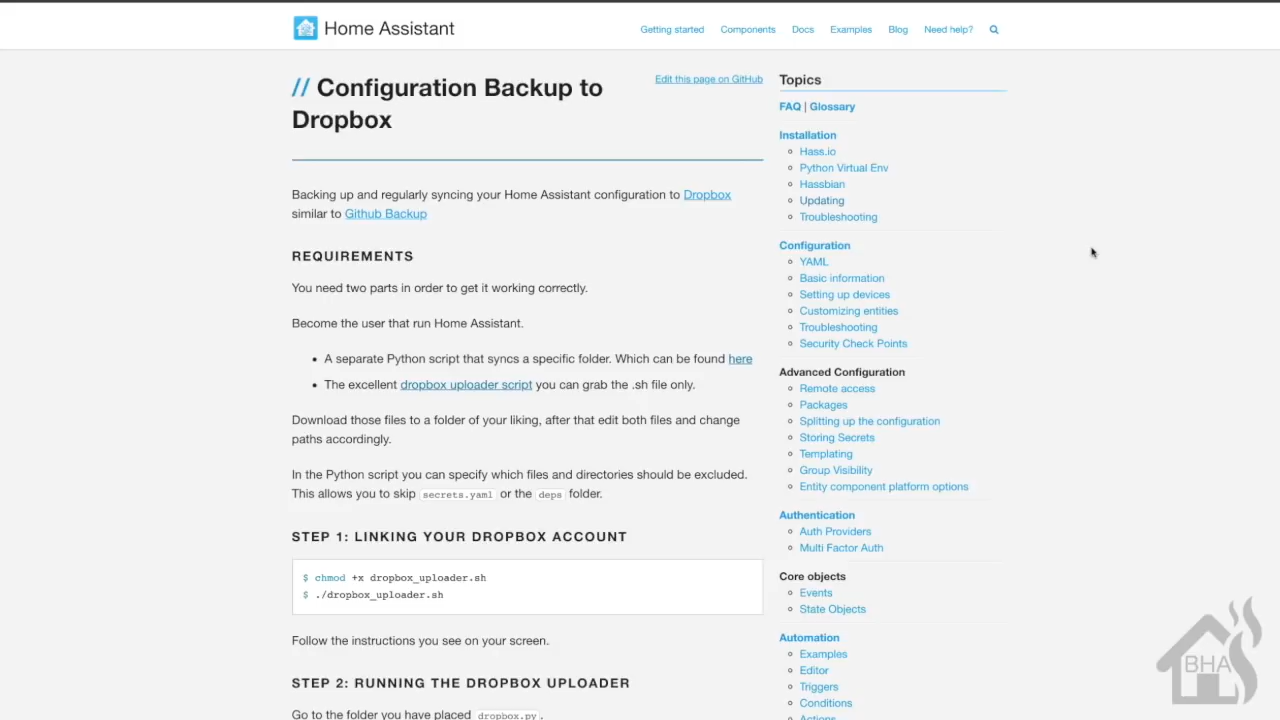 Home Assistant
Getting started Components Docs Examples Blog Need help?
// Configuration Backup to
Dropbox
Edit this page on GitHub
Backing up and regularly syncing your Home Assistant configuration to Dropbox
similar to Github Backup
REQUIREMENTS
You need two parts in order to get it working correctly.
Become the user that run Home Assistant.
• A separate Python script that syncs a specific folder. Which can be found here
• The excellent dropbox uploader script you can grab the .sh file only.
Download those files to a folder of your liking, after that edit both files and change
paths accordingly.
In the Python script you can specify which files and directories should be excluded.
This allows you to skip secrets.yaml or the deps folder.
STEP 1: LINKING YOUR DROPBOX ACCOUNT
$ chmod +x dropbox_uploader.sh
$ ./dropbox_uploader.sh
Follow the instructions you see on your screen.
STEP 2: RUNNING THE DROPBOX UPLOADER
Go to the folder you have placed dropbox.py.
Topics
FAQ | Glossary
Installation
Hass.io
Python Virtual Env
Hassbian
Updating
Troubleshooting
Configuration
YAML
Basic information
Setting up devices
Customizing entities
Troubleshooting
Security Check Points
Advanced Configuration
Remote access
Packages
Splitting up the configuration
Storing Secrets
Templating
Group Visibility
Entity component platform options
Authentication
Auth Providers
Multi Factor Auth
Core objects
Events
State Objects
Automation
Examples
Editor
Triggers
Conditions
Actions
BHA